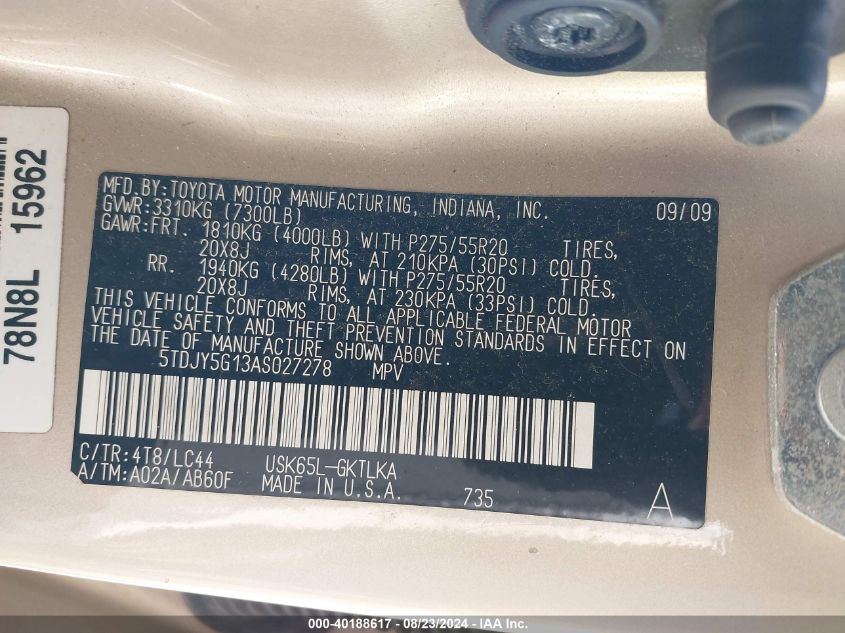 MFD.BY:TOYOTA MOTOR MANUFACTURING, INDIANA, INC. 09/09
GVWR:3310KG (7300LB)
GAWR:FRT. 1810KG (4000LB) WITH P275/55R20 TIRES,
20X8J RIMS, AT 210KPA (30PSI) COLD.
RR. 1940KG (4280LB) WITH P275/55R20 TIRES,
20X8J RIMS, AT 230KPA (33PSI) COLD.
THIS VEHICLE CONFORMS TO ALL APPLICABLE FEDERAL MOTOR
VEHICLE SAFETY AND THEFT PREVENTION STANDARDS IN EFFECT ON
THE DATE OF MANUFACTURE SHOWN ABOVE.
5TDJY5G13AS027278 MPV
C/TR:4T8/LC44 USK65L-GKTLKA
A/TM:A02A/AB60F MADE IN U.S.A. 735 A
78N8L 15962
000-40188617 - 08/23/2024 - IAA Inc.